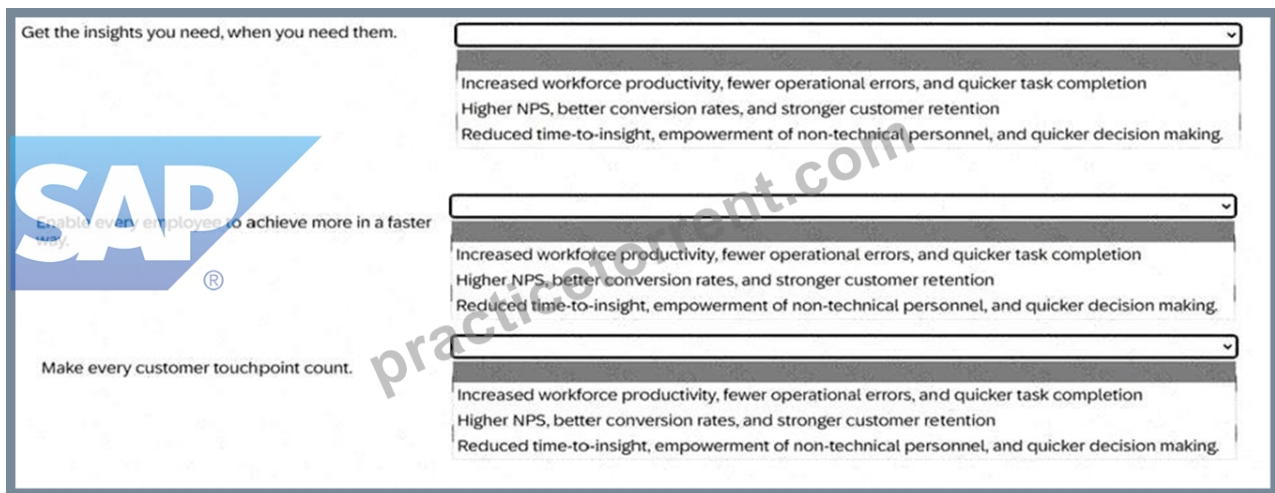 Get the insights you need, when you need them.
Increased workforce productivity, fewer operational errors, and quicker task completion
Higher NPS, better conversion rates, and stronger customer retention
Reduced time-to-insight, empowerment of non-technical personnel, and quicker decision making.
SAP
®
Enable every employee to achieve more in a faster
way.
Increased workforce productivity, fewer operational errors, and quicker task completion
Higher NPS, better conversion rates, and stronger customer retention
Reduced time-to-insight, empowerment of non-technical personnel, and quicker decision making.
practicetorrent.com
Make every customer touchpoint count.
Increased workforce productivity, fewer operational errors, and quicker task completion
Higher NPS, better conversion rates, and stronger customer retention
Reduced time-to-insight, empowerment of non-technical personnel, and quicker decision making.